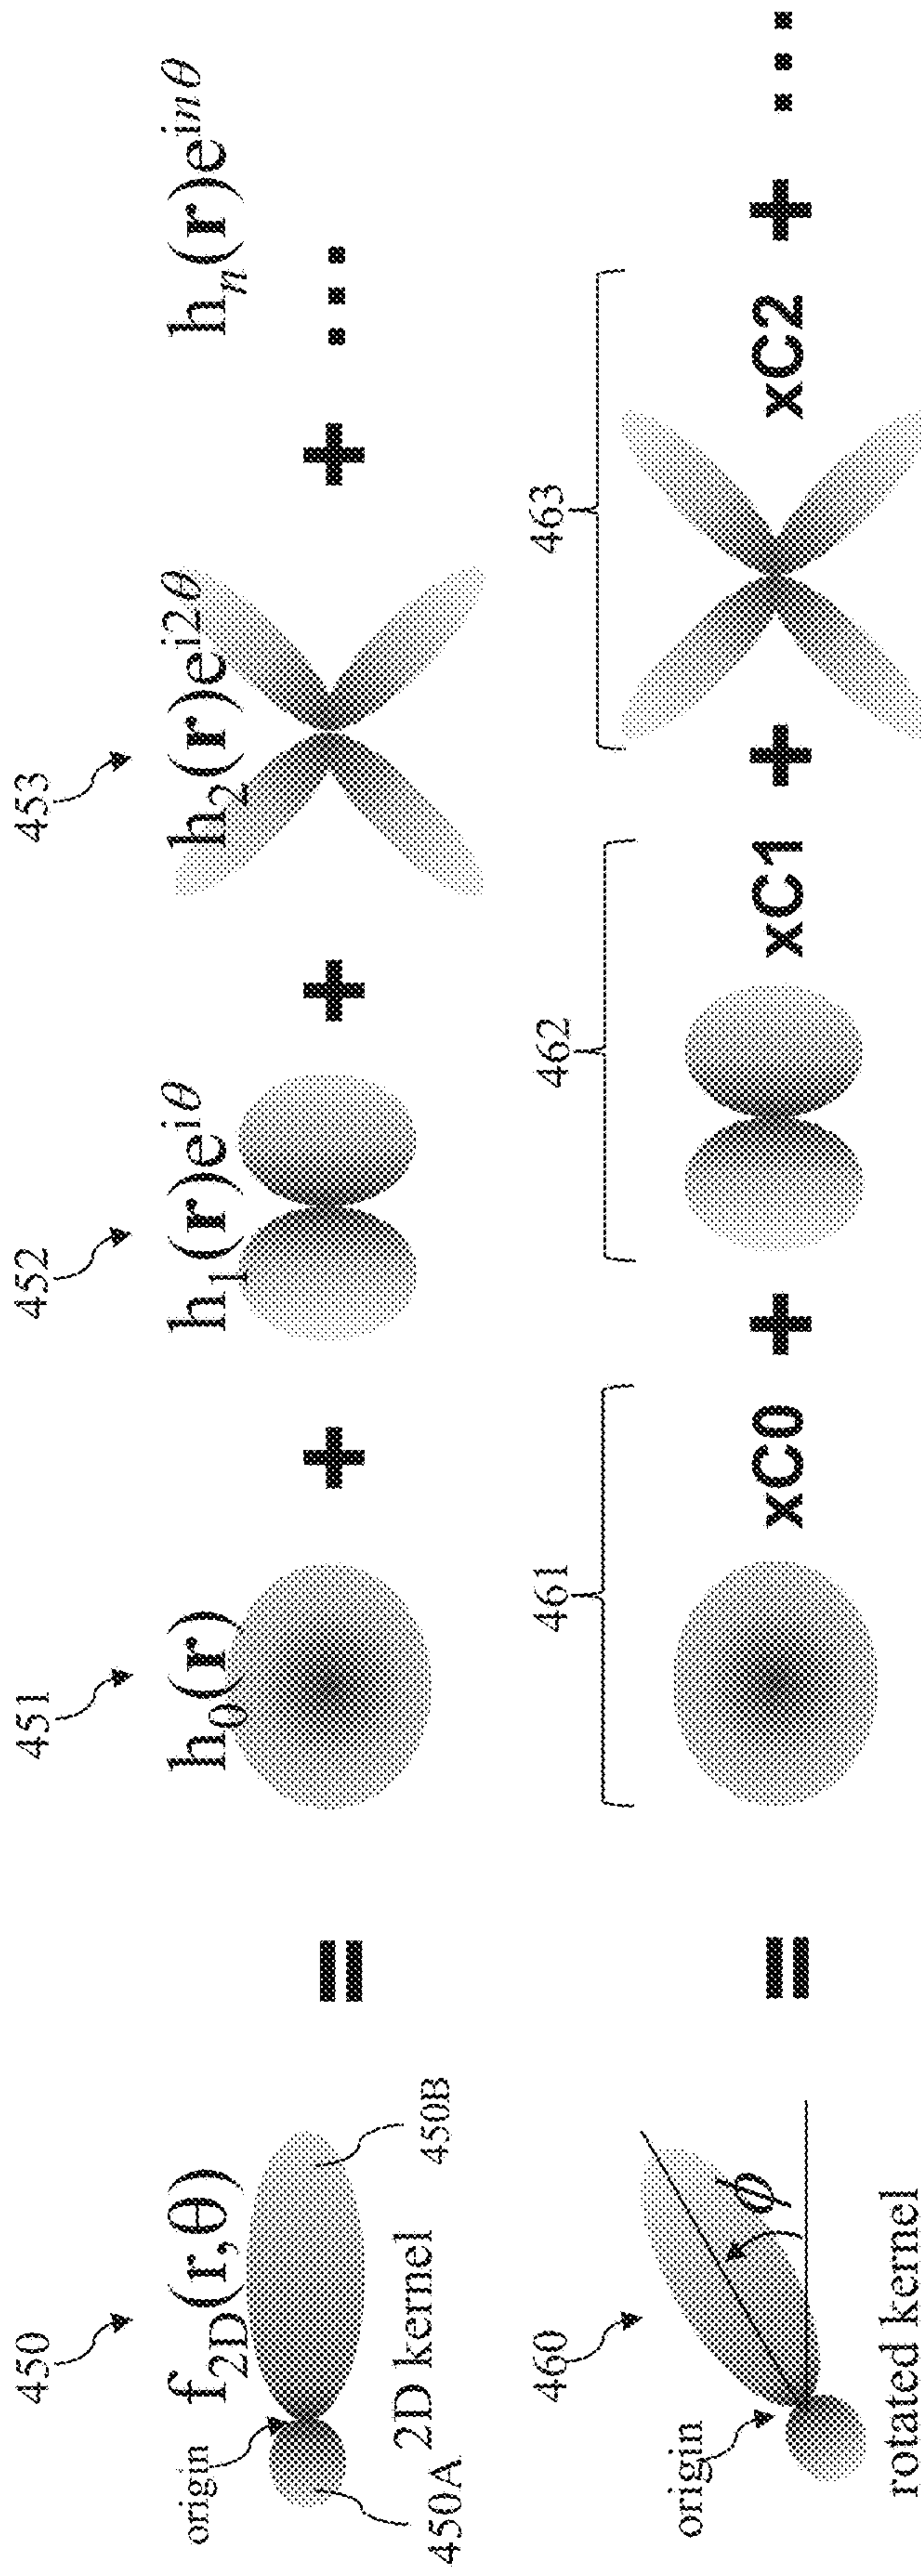 450
451
452
453
origin
f2D(r,θ)
=
h0(r)
+
h1(r)eiθ
+
h2(r)ei2θ
+
...
hn(r)einθ
450A
2D kernel
450B
460
461
462
463
origin
ϕ
=
xC0
+
xC1
+
xC2
+
...
rotated kernel